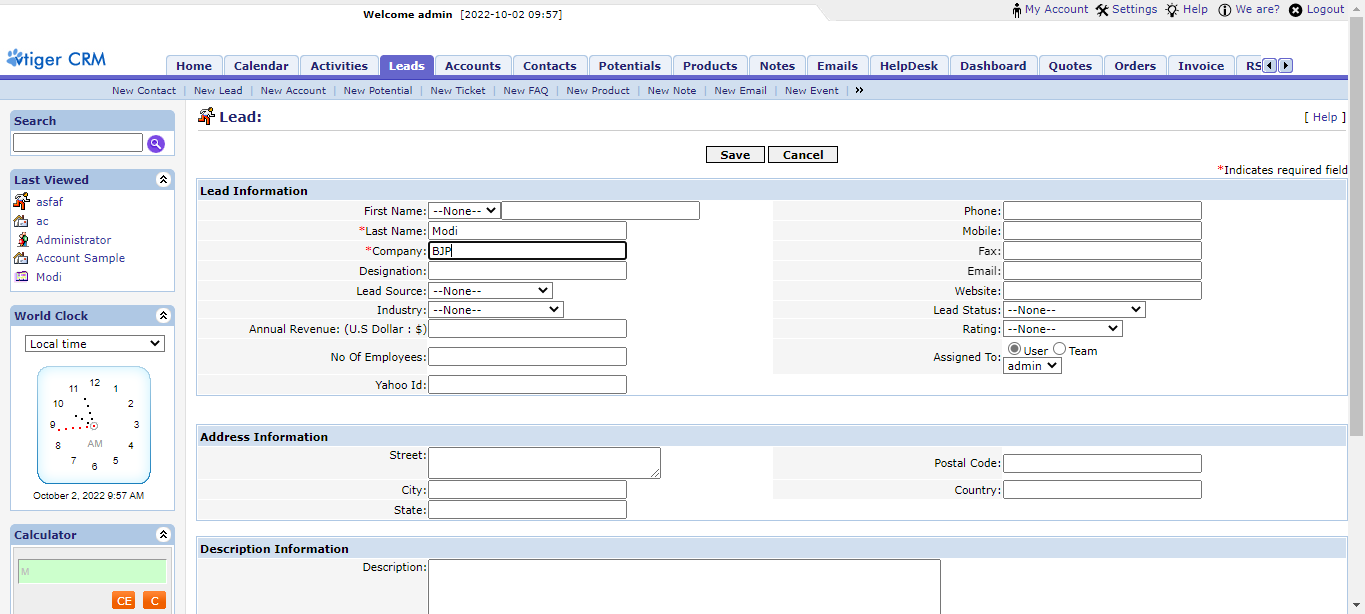 Welcome admin [2022-10-02 09:57]
My Account Settings Help We are? Logout
vtiger CRM
Home Calendar Activities Leads Accounts Contacts Potentials Products Notes Emails HelpDesk Dashboard Quotes Orders Invoice RS
New Contact New Lead New Account New Potential New Ticket New FAQ New Product New Note New Email New Event »
Search
Last Viewed
asfaf
ac
Administrator
Account Sample
Modi
World Clock
Local time
12
11 1
10 2
9 3
8 AM 4
7 5
6
October 2, 2022 9:57 AM
Calculator
M
CE C
Lead:
[ Help ]
Save Cancel
*Indicates required field
Lead Information
First Name: --None-- Phone:
*Last Name: Modi Mobile:
*Company: BJP Fax:
Designation: Email:
Lead Source: --None-- Website:
Industry: --None-- Lead Status: --None--
Annual Revenue: (U.S Dollar : $) Rating: --None--
No Of Employees: Assigned To: User Team
admin
Yahoo Id:
Address Information
Street: Postal Code:
City: Country:
State:
Description Information
Description: